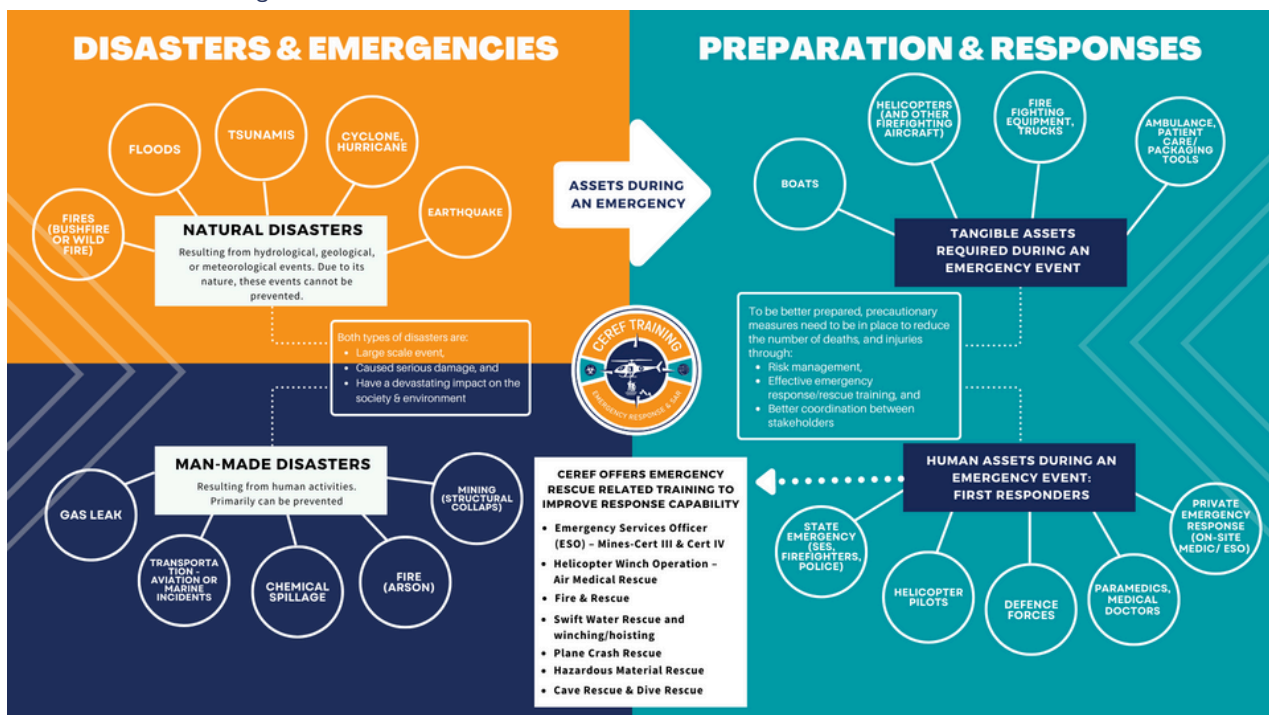 DISASTERS & EMERGENCIES
FLOODS
TSUNAMIS
CYCLONE,
HURRICANE
EARTHQUAKE
FIRES
(BUSHFIRE
OR WILD
FIRE)
NATURAL DISASTERS
Resulting from hydrological, geological,
or meteorological events. Due to its
nature, these events cannot be
prevented.
Both types of disasters are:
• Large scale event,
• Caused serious damage, and
• Have a devastating impact on the
society & environment
MAN-MADE DISASTERS
Resulting from human activities.
Primarily can be prevented
GAS LEAK
TRANSPORTA
TION -
AVIATION OR
MARINE
INCIDENTS
CHEMICAL
SPILLAGE
FIRE
(ARSON)
MINING
(STRUCTURAL
COLLAPS)
ASSETS DURING
AN EMERGENCY
CEREF TRAINING
EMERGENCY RESPONSE & SAR
CEREF OFFERS EMERGENCY
RESCUE RELATED TRAINING TO
IMPROVE RESPONSE CAPABILITY
• Emergency Services Officer
(ESO) – Mines-Cert III & Cert IV
• Helicopter Winch Operation –
Air Medical Rescue
• Fire & Rescue
• Swift Water Rescue and
winching/hoisting
• Plane Crash Rescue
• Hazardous Material Rescue
• Cave Rescue & Dive Rescue
PREPARATION & RESPONSES
BOATS
HELICOPTERS
(AND OTHER
FIREFIGHTING
AIRCRAFT)
FIRE
FIGHTING
EQUIPMENT,
TRUCKS
AMBULANCE,
PATIENT
CARE/
PACKAGING
TOOLS
TANGIBLE ASSETS
REQUIRED DURING AN
EMERGENCY EVENT
To be better prepared, precautionary
measures need to be in place to reduce
the number of deaths, and injuries
through:
• Risk management,
• Effective emergency
response/rescue training, and
• Better coordination between
stakeholders
HUMAN ASSETS DURING AN
EMERGENCY EVENT:
FIRST RESPONDERS
STATE
EMERGENCY
(SES,
FIREFIGHTERS,
POLICE)
HELICOPTER
PILOTS
DEFENCE
FORCES
PARAMEDICS,
MEDICAL
DOCTORS
PRIVATE
EMERGENCY
RESPONSE
(ON-SITE
MEDIC/ ESO)